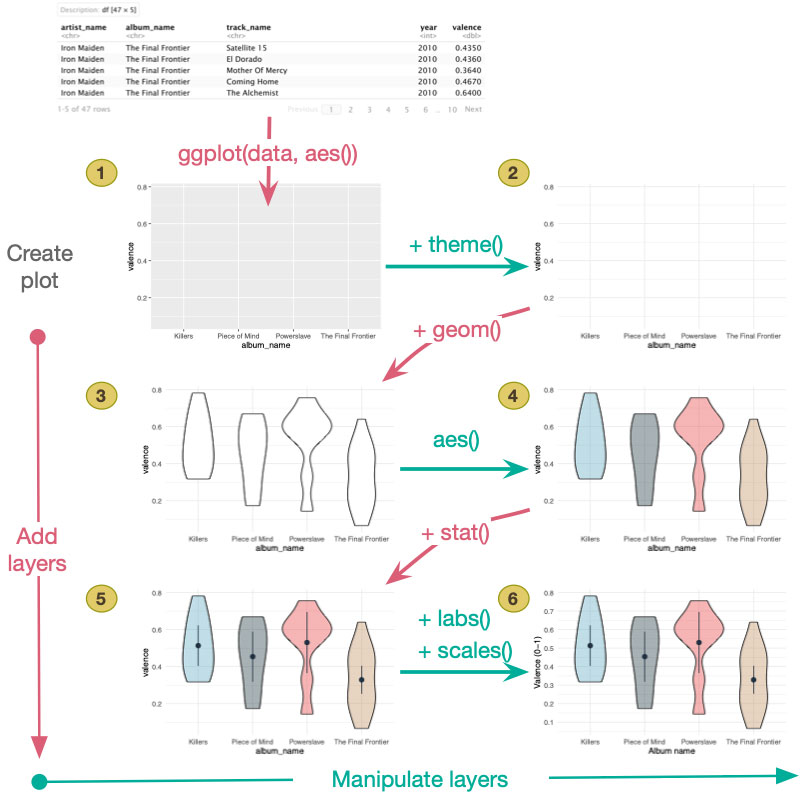 Description: df [47 × 5]
artist_name album_name track_name year valence
<chr> <chr> <chr> <int> <dbl>
Iron Maiden The Final Frontier Satellite 15 2010 0.4350
Iron Maiden The Final Frontier El Dorado 2010 0.4360
Iron Maiden The Final Frontier Mother Of Mercy 2010 0.3640
Iron Maiden The Final Frontier Coming Home 2010 0.4670
Iron Maiden The Final Frontier The Alchemist 2010 0.6400
1-5 of 47 rows Previous 1 2 3 4 5 6 .. 10 Next
ggplot(data, aes())
1
0.8
0.6
0.4
0.2
valence
Killers Piece of Mind Powerslave The Final Frontier
album_name
+ theme()
2
0.8
0.6
0.4
0.2
valence
Killers Piece of Mind Powerslave The Final Frontier
album_name
Create
plot
+ geom()
3
0.8
0.6
0.4
0.2
valence
Killers Piece of Mind Powerslave The Final Frontier
album_name
aes()
4
0.8
0.6
0.4
0.2
valence
Killers Piece of Mind Powerslave The Final Frontier
album_name
Add
layers
+ stat()
5
0.8
0.6
0.4
0.2
valence
Killers Piece of Mind Powerslave The Final Frontier
album_name
+ labs()
+ scales()
6
0.8
0.7
0.6
0.5
0.4
0.3
0.2
0.1
Valence (0-1)
Killers Piece of Mind Powerslave The Final Frontier
Album name
Manipulate layers